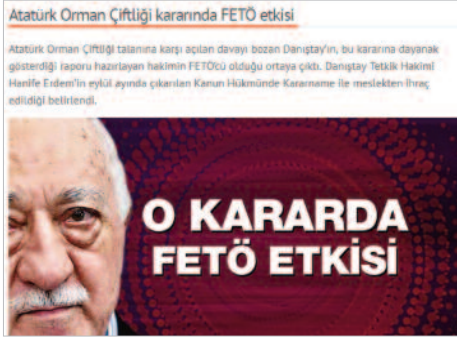 Atatürk Orman Çiftliği kararında FETÖ etkisi
Atatürk Orman Çiftliği talanına karşı açılan davayı bozan Danıştay'ın, bu kararına dayanak
gösterdiği raporu hazırlayan hakimin FETÖ'cü olduğu ortaya çıktı. Danıştay Tetkik Hakimi
Hanife Erdem'in eylül ayında çıkarılan Kanun Hükmünde Kararname ile meslekten ihraç
edildiği belirlendi.
O KARARDA
FETÖ ETKİSİ